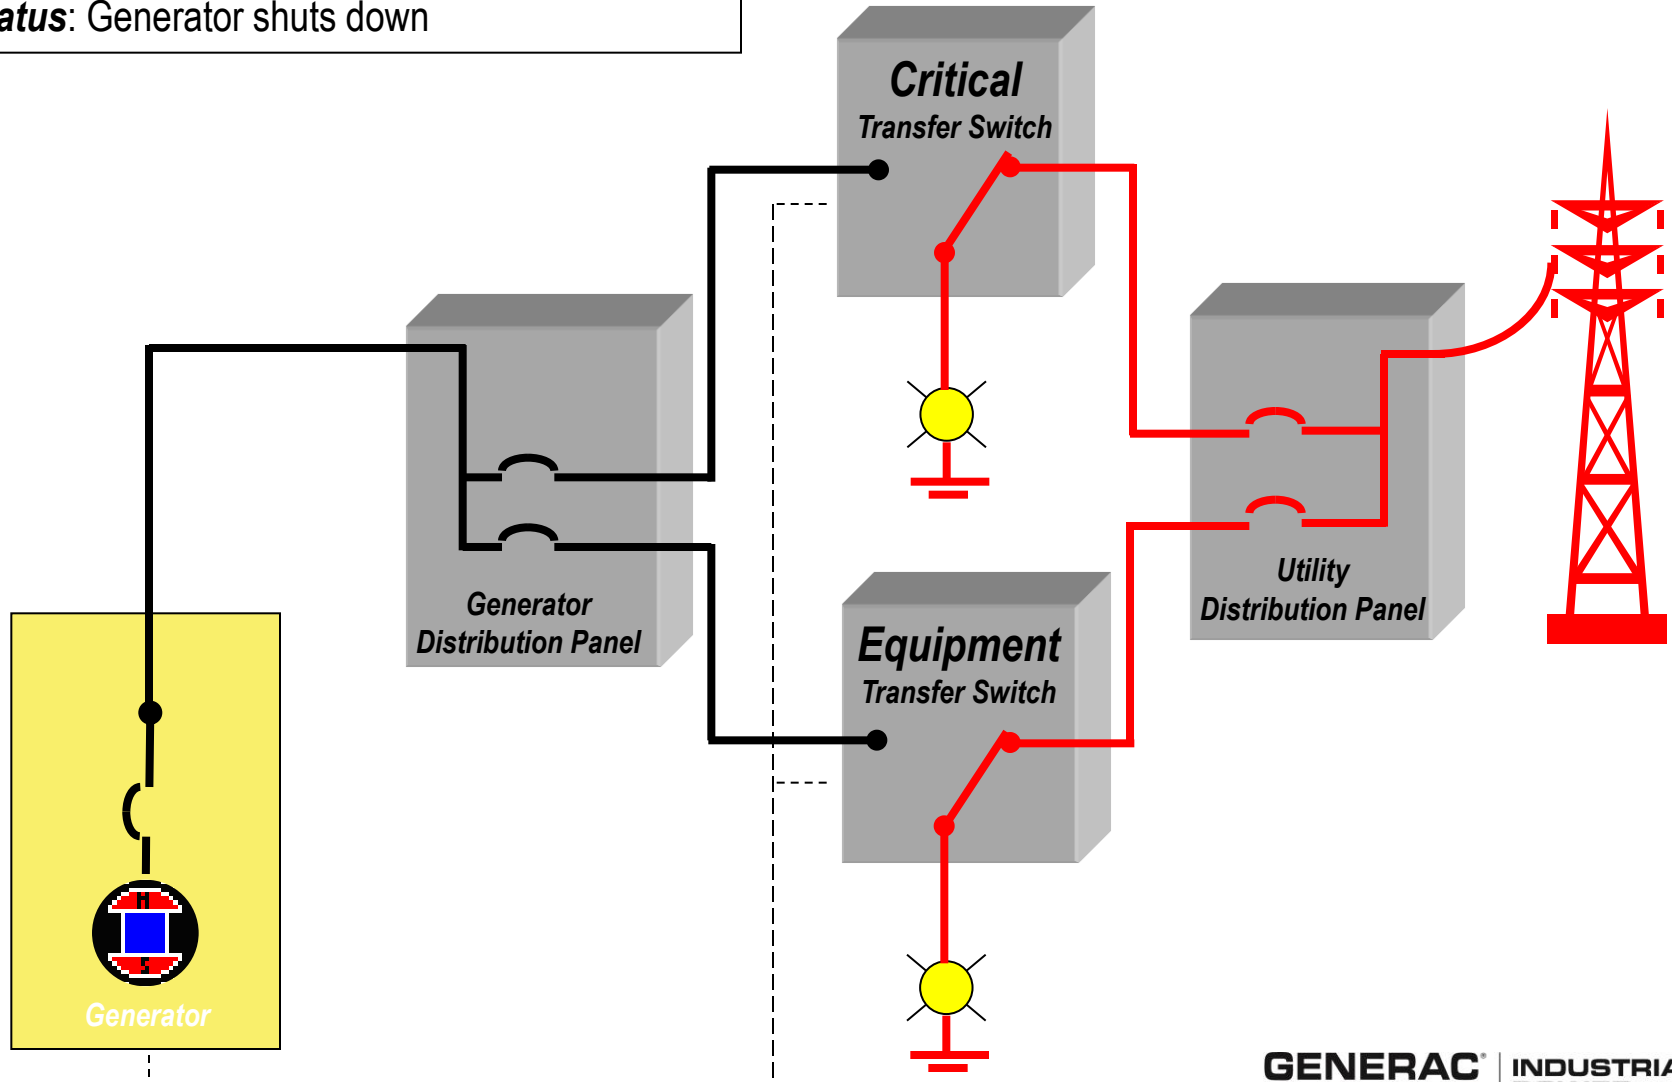 atus: Generator shuts down
Critical
Transfer Switch
Generator
Distribution Panel
Utility
Distribution Panel
Equipment
Transfer Switch
Generator
GENERAC | INDUSTRIA